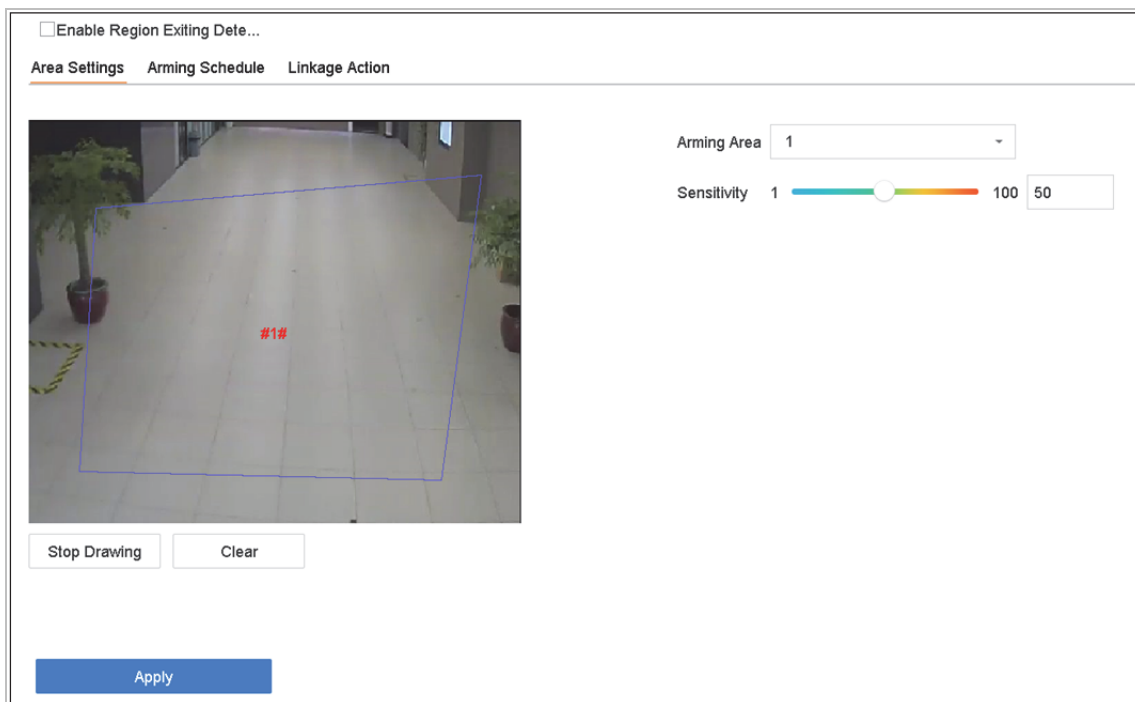 Enable Region Exiting Dete...
Area Settings Arming Schedule Linkage Action
Arming Area 1
Sensitivity 1 100 50
#1#
Stop Drawing Clear
Apply